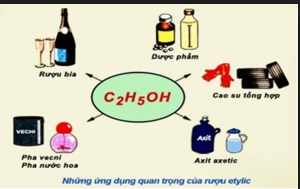 Rượu bia
Dược phẩm
Cao su tổng hợp
C2H5OH
VECNI
Pha vecni
Pha nước hoa
Axit
Axit axetic
Những ứng dụng quan trọng của rượu etylic